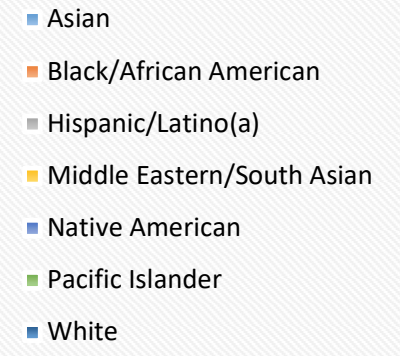 Asian
Black/African American
Hispanic/Latino(a)
Middle Eastern/South Asian
Native American
Pacific Islander
White